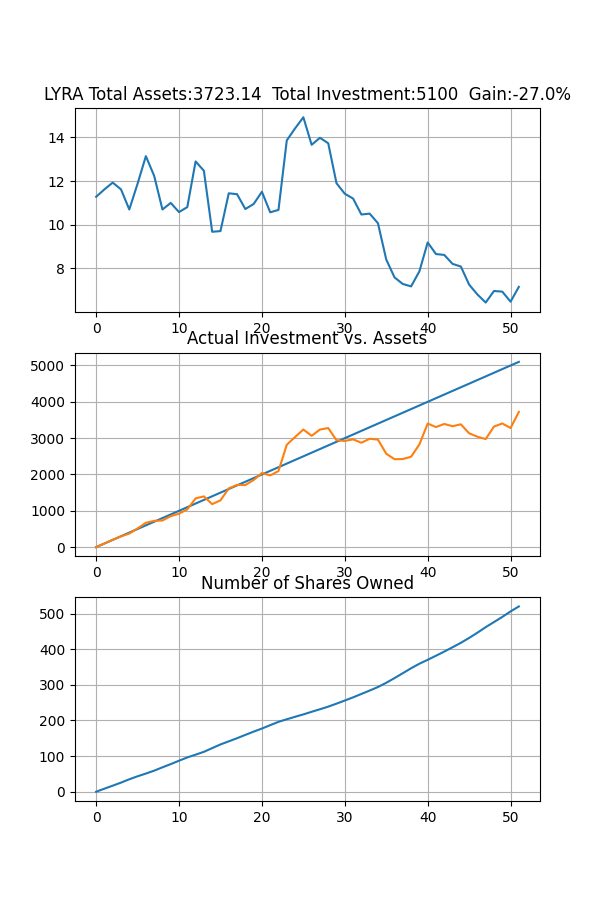 LYRA Total Assets:3723.14  Total Investment:5100  Gain:-27.0%
14
12
10
8
0 10 20 30 40 50
Actual Investment vs. Assets
5000
4000
3000
2000
1000
0
0 10 20 30 40 50
Number of Shares Owned
500
400
300
200
100
0
0 10 20 30 40 50